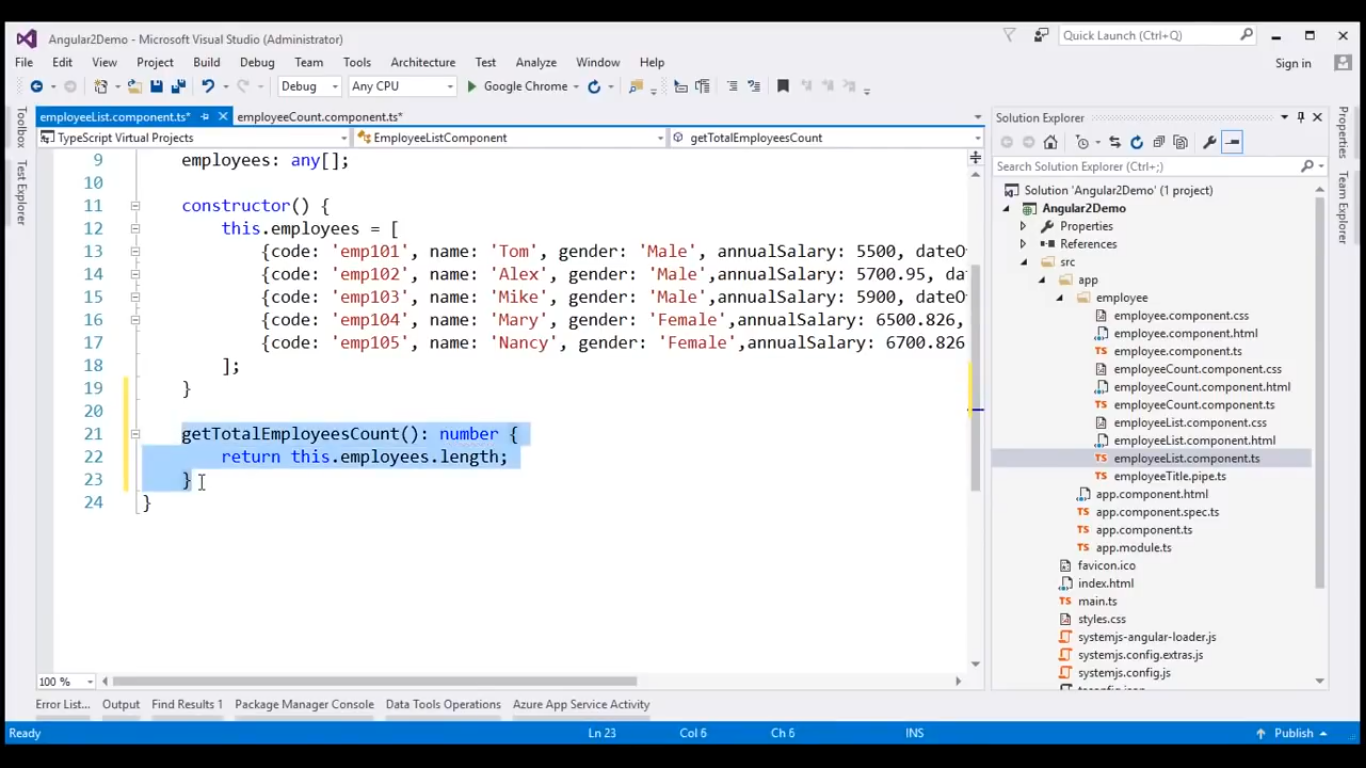 Angular2Demo - Microsoft Visual Studio (Administrator)
Quick Launch (Ctrl+Q)
File Edit View Project Build Debug Team Tools Architecture Test Analyze Window Help
Sign in
Debug Any CPU Google Chrome
Toolbox
Test Explorer
employeeList.component.ts* employeeCount.component.ts*
TypeScript Virtual Projects EmployeeListComponent getTotalEmployeesCount
9 employees: any[];
10
11 constructor() {
12 this.employees = [
13 {code: 'emp101', name: 'Tom', gender: 'Male', annualSalary: 5500, dateO
14 {code: 'emp102', name: 'Alex', gender: 'Male',annualSalary: 5700.95, da
15 {code: 'emp103', name: 'Mike', gender: 'Male',annualSalary: 5900, dateO
16 {code: 'emp104', name: 'Mary', gender: 'Female',annualSalary: 6500.826,
17 {code: 'emp105', name: 'Nancy', gender: 'Female',annualSalary: 6700.826
18 ];
19 }
20
21 getTotalEmployeesCount(): number {
22 return this.employees.length;
23 }
24 }
100 %
Solution Explorer
Search Solution Explorer (Ctrl+;)
Solution 'Angular2Demo' (1 project)
Angular2Demo
Properties
References
src
app
employee
employee.component.css
employee.component.html
TS employee.component.ts
employeeCount.component.css
employeeCount.component.html
TS employeeCount.component.ts
employeeList.component.css
employeeList.component.html
TS employeeList.component.ts
TS employeeTitle.pipe.ts
app.component.html
TS app.component.spec.ts
TS app.component.ts
TS app.module.ts
favicon.ico
index.html
TS main.ts
styles.css
systemjs-angular-loader.js
systemjs.config.extras.js
systemjs.config.js
Properties
Team Explorer
Error List... Output Find Results 1 Package Manager Console Data Tools Operations Azure App Service Activity
Ready Ln 23 Col 6 Ch 6 INS Publish